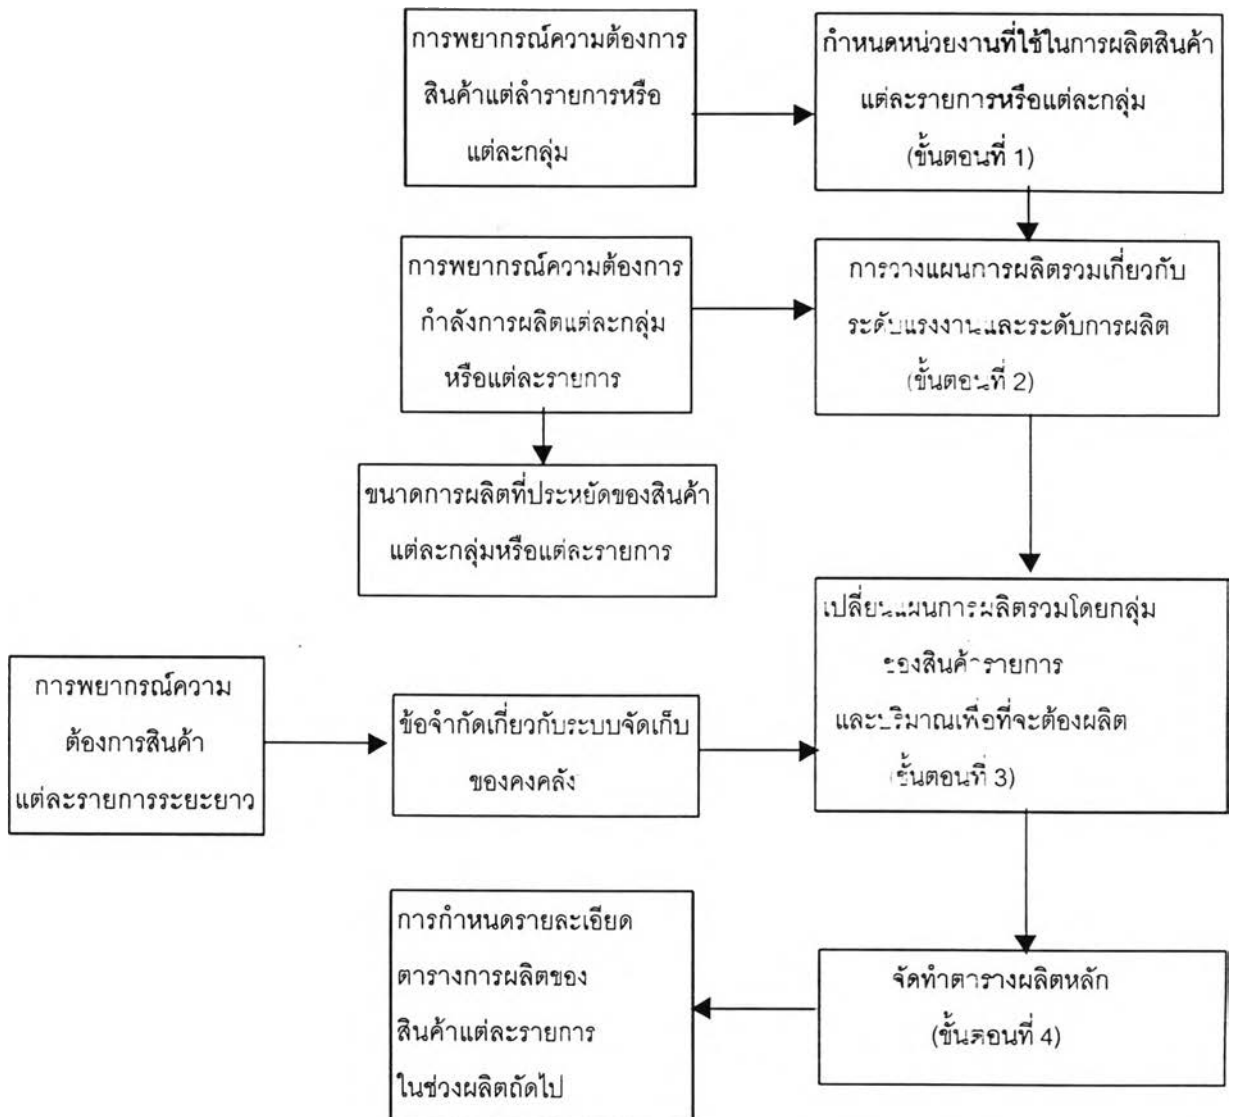 การพยากรณ์ความต้องการ
สินค้าแต่ลำรายการหรือ
แต่ละกลุ่ม
กำหนดหน่วยงานที่ใช้ในการผลิตสินค้า
แต่ละรายการหรือแต่ละกลุ่ม
(ขั้นตอนที่ 1)
การพยากรณ์ความต้องการ
กำลังการผลิตแต่ละกลุ่ม
หรือแต่ละรายการ
การวางแผนการผลิตรวมเกี่ยวกับ
ระดับแรงงานและระดับการผลิต
(ขั้นตอนที่ 2)
ขนาดการผลิตที่ประหยัดของสินค้า
แต่ละกลุ่มหรือแต่ละรายการ
การพยากรณ์ความ
ต้องการสินค้า
แต่ละรายการระยะยาว
ข้อจำกัดเกี่ยวกับระบบจัดเก็บ
ของคงคลัง
เปลี่ยนแผนการผลิตรวมโดยกลุ่ม
ของสินค้ารายการ
และปริมาณเพื่อที่จะต้องผลิต
(ขั้นตอนที่ 3)
การกำหนดรายละเอียด
ตารางการผลิตของ
สินค้าแต่ละรายการ
ในช่วงผลิตถัดไป
จัดทำตารางผลิตหลัก
(ขั้นตอนที่ 4)